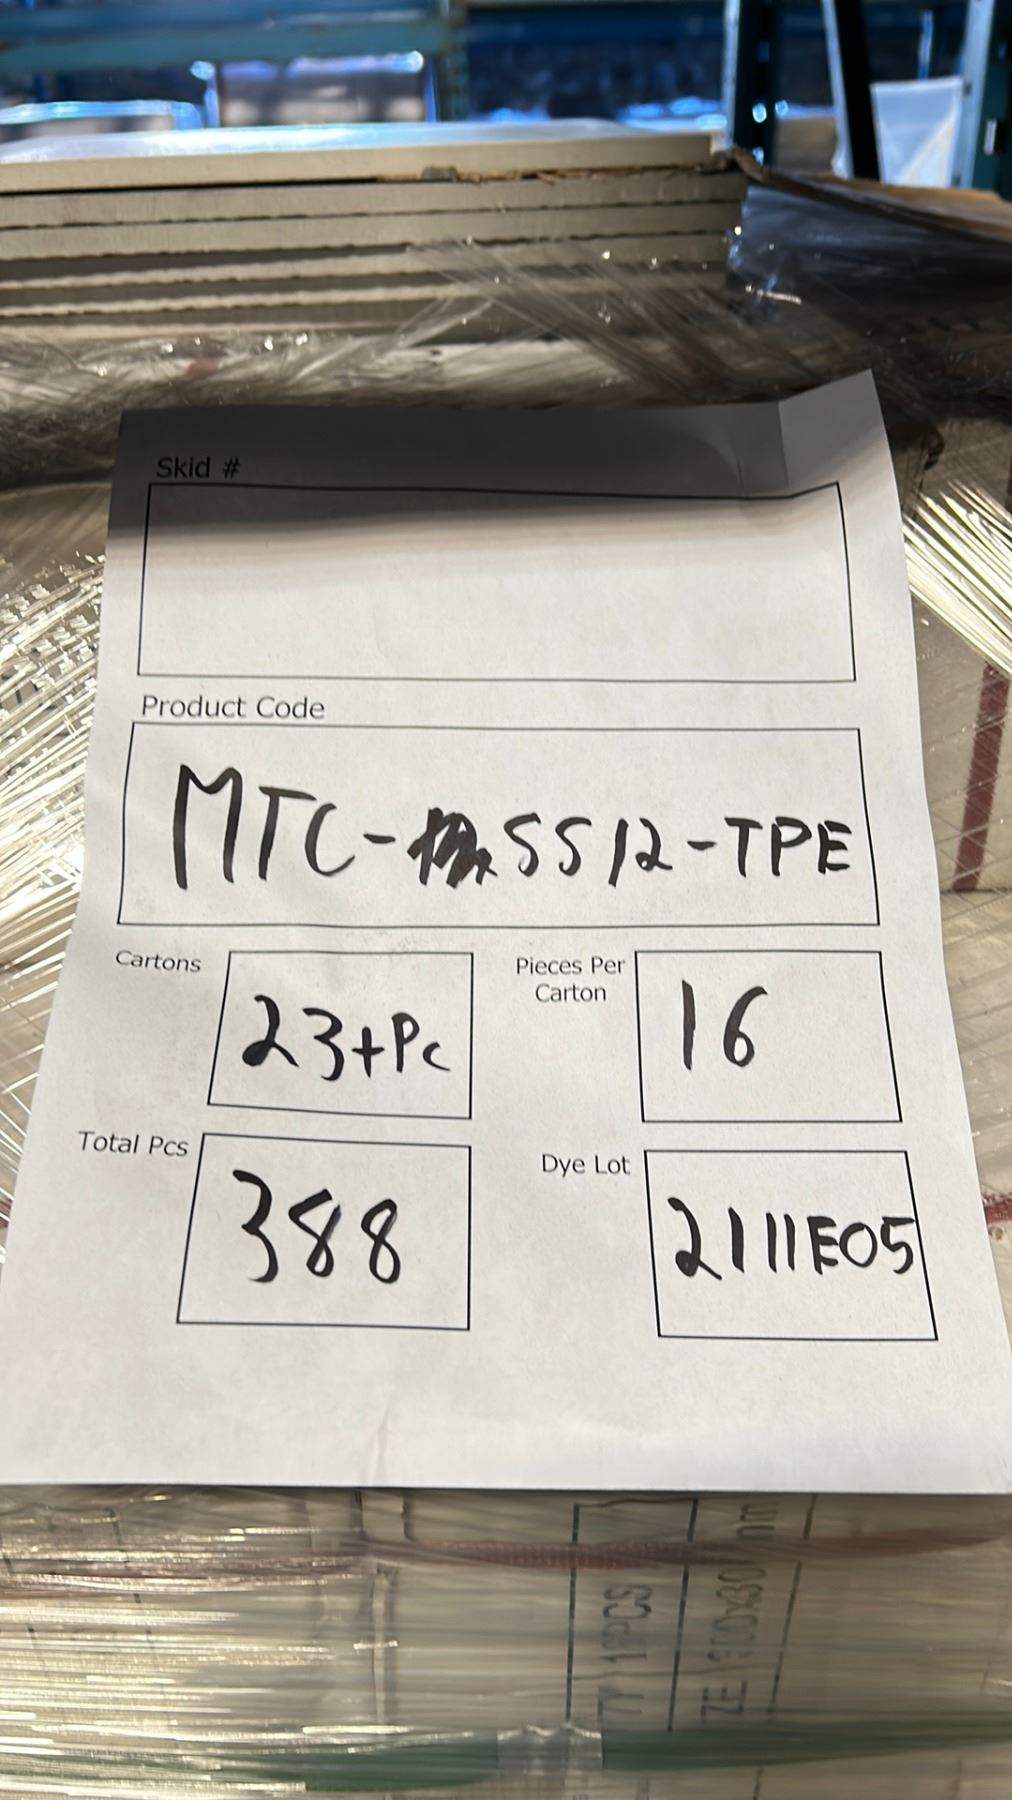 Skid #
Product Code
MTC-SS12-TPE
Cartons
23+Pc
Pieces Per
Carton
16
Total Pcs
388
Dye Lot
2111E05